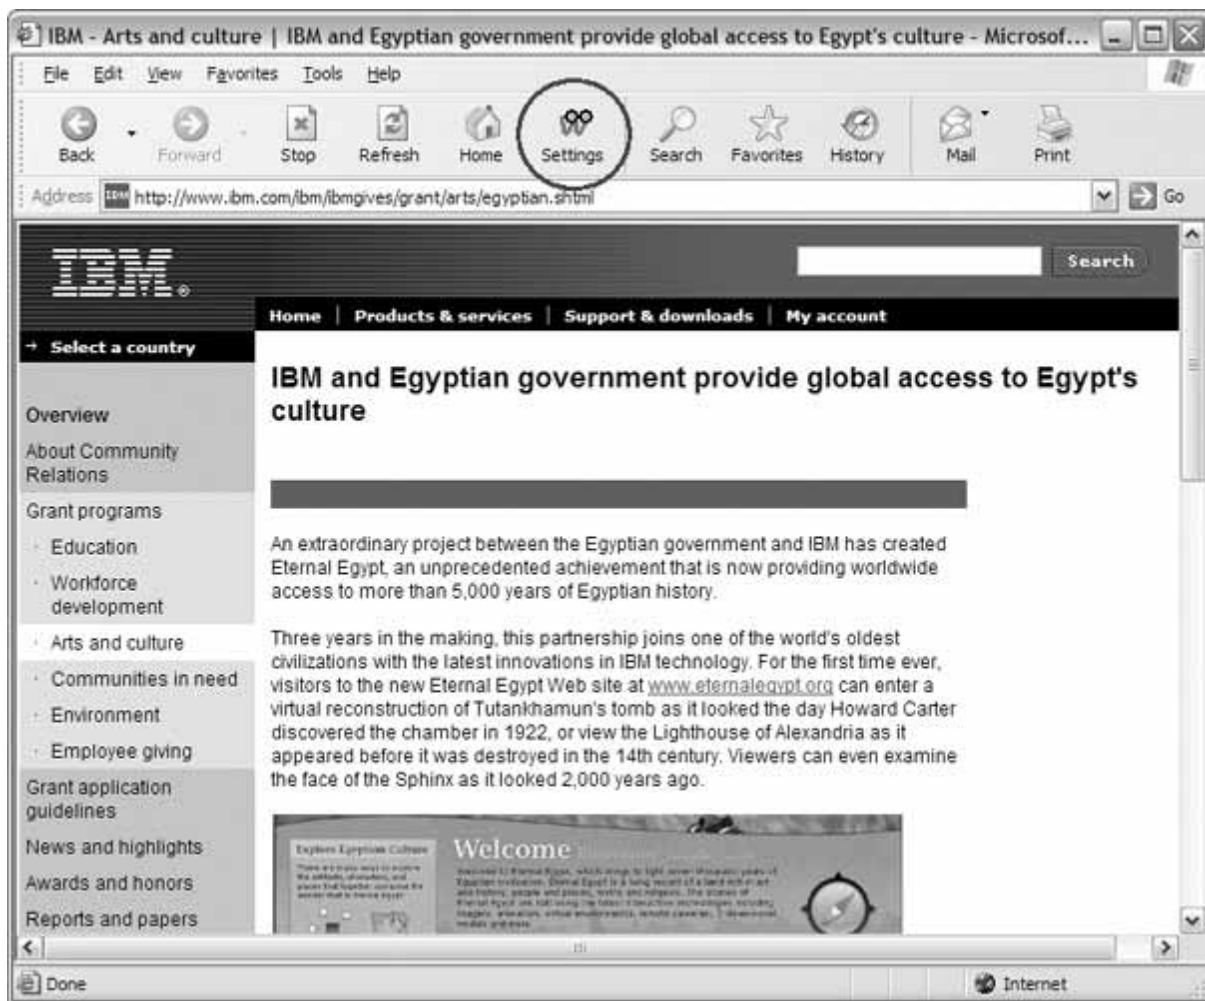 IBM - Arts and culture | IBM and Egyptian government provide global access to Egypt's culture - Microsof...
File Edit View Favorites Tools Help
Back Forward Stop Refresh Home Settings Search Favorites History Mail Print
Address http://www.ibm.com/ibm/ibmgives/grant/arts/egyptian.shtml Go
IBM®
Search
Home | Products & services | Support & downloads | My account
Select a country
IBM and Egyptian government provide global access to Egypt's
culture
Overview
About Community
Relations
Grant programs
· Education
· Workforce
development
· Arts and culture
· Communities in need
· Environment
· Employee giving
Grant application
guidelines
News and highlights
Awards and honors
Reports and papers
An extraordinary project between the Egyptian government and IBM has created
Eternal Egypt, an unprecedented achievement that is now providing worldwide
access to more than 5,000 years of Egyptian history.
Three years in the making, this partnership joins one of the world's oldest
civilizations with the latest innovations in IBM technology. For the first time ever,
visitors to the new Eternal Egypt Web site at www.eternalegypt.org can enter a
virtual reconstruction of Tutankhamun's tomb as it looked the day Howard Carter
discovered the chamber in 1922, or view the Lighthouse of Alexandria as it
appeared before it was destroyed in the 14th century. Viewers can even examine
the face of the Sphinx as it looked 2,000 years ago.
Explore Egyptian Culture
Welcome
Done
Internet